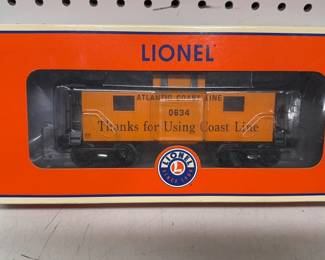 LIONEL
ATLANTIC COAST LINE
0634
Thanks for Using Coast Line
LIONEL